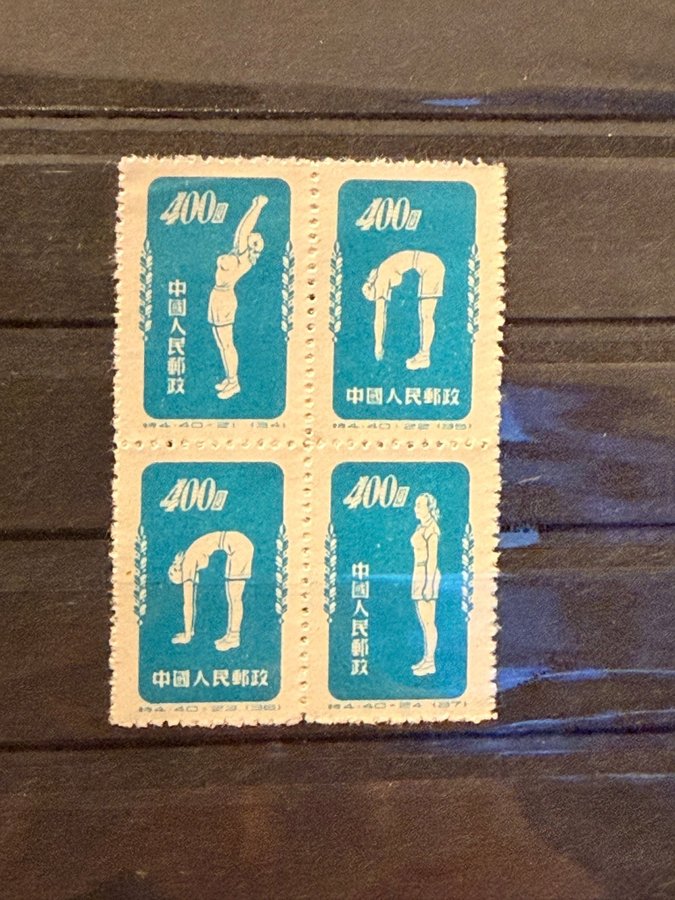 400圓
中國人民郵政
特4·40-21 (34)
400圓
中國人民郵政
特4·40-22 (35)
400圓
中國人民郵政
特4·40-23 (36)
400圓
中國人民郵政
特4·40-24 (37)